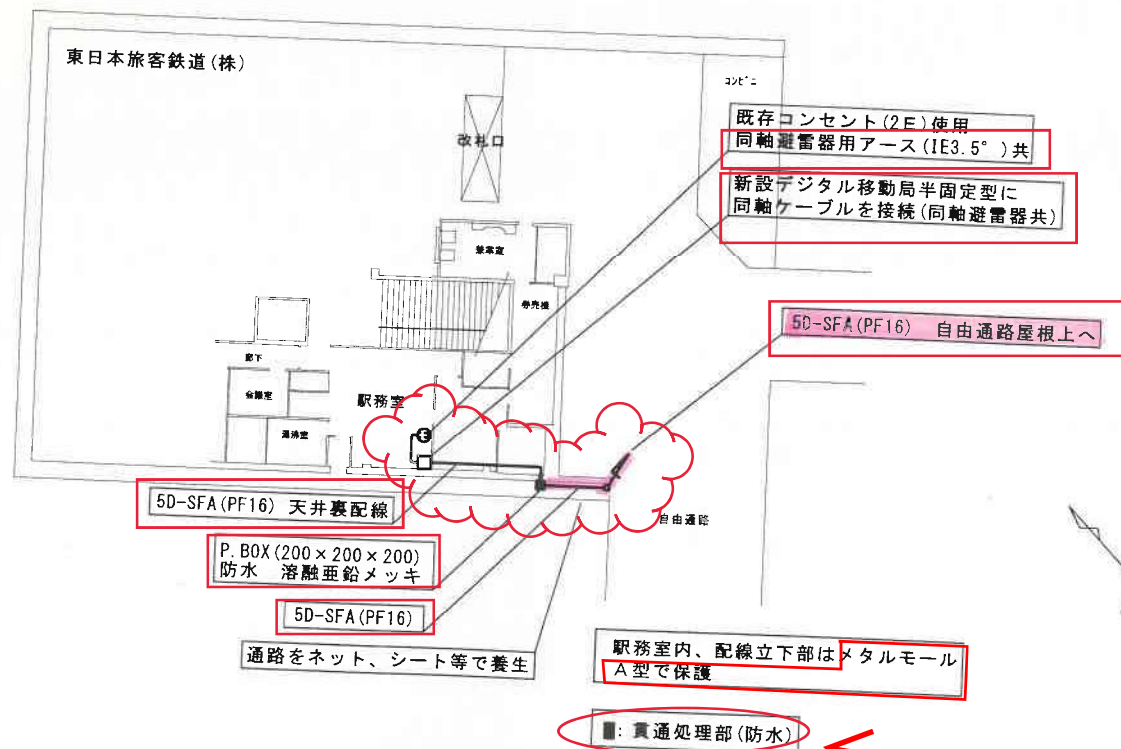 東日本旅客鉄道(株)
コンビニ
改札口
既存コンセント(2E)使用
同軸避雷器用アース(IE3.5°)共
新設デジタル移動局半固定型に
同軸ケーブルを接続(同軸避雷器共)
券売機
5D-SFA(PF16) 自由通路屋根上へ
廊下
会議室
駅務室
湯沸室
5D-SFA(PF16) 天井裏配線
自由通路
P.BOX(200×200×200)
防水 溶融亜鉛メッキ
5D-SFA(PF16)
通路をネット、シート等で養生
駅務室内、配線立下部はメタルモール
A型で保護
■: 貫通処理部(防水)